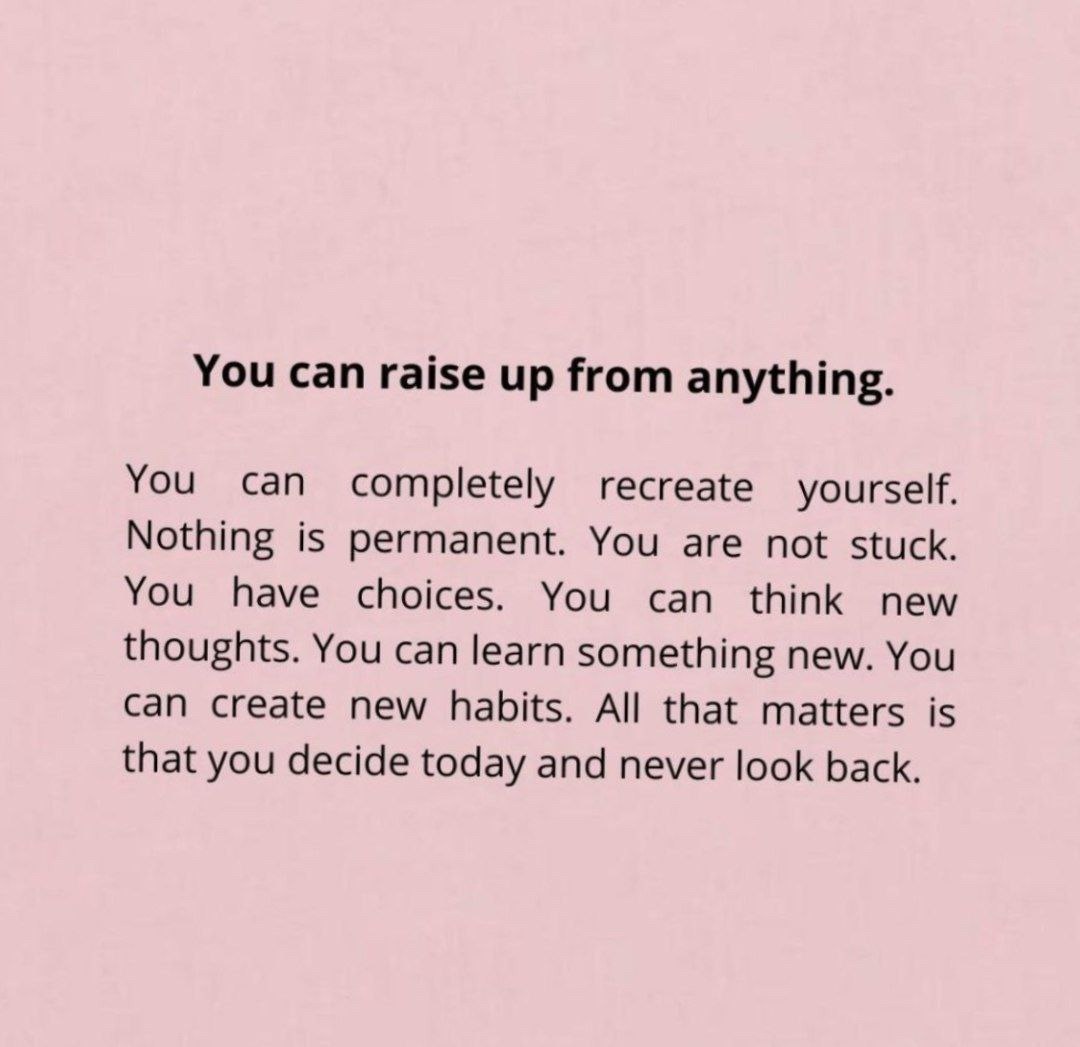 You can raise up from anything.
You can completely recreate yourself.
Nothing is permanent. You are not stuck.
You have choices. You can think new
thoughts. You can learn something new. You
can create new habits. All that matters is
that you decide today and never look back.